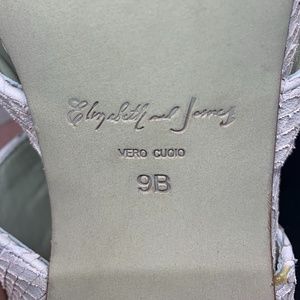 Elizabeth and James
VERO CUOIO
9B